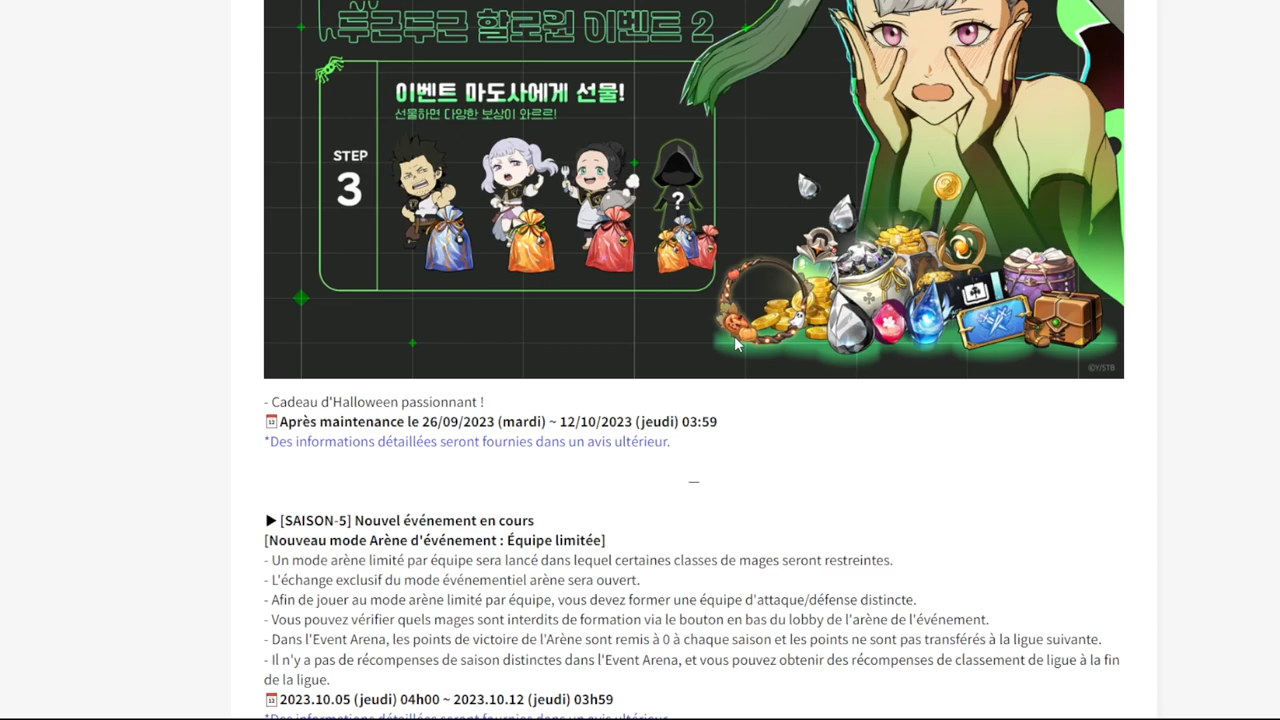 두근두근 할로윈 이벤트 2
이벤트 마도사에게 선물!
선물하면 다양한 보상이 와르르!
STEP
3
?
©Y/STB
- Cadeau d'Halloween passionnant !
Après maintenance le 26/09/2023 (mardi) ~ 12/10/2023 (jeudi) 03:59
*Des informations détaillées seront fournies dans un avis ultérieur.
—
▶ [SAISON-5] Nouvel événement en cours
[Nouveau mode Arène d'événement : Équipe limitée]
- Un mode arène limité par équipe sera lancé dans lequel certaines classes de mages seront restreintes.
- L'échange exclusif du mode événementiel arène sera ouvert.
- Afin de jouer au mode arène limité par équipe, vous devez former une équipe d'attaque/défense distincte.
- Vous pouvez vérifier quels mages sont interdits de formation via le bouton en bas du lobby de l'arène de l'événement.
- Dans l'Event Arena, les points de victoire de l'Arène sont remis à 0 à chaque saison et les points ne sont pas transférés à la ligue suivante.
- Il n'y a pas de récompenses de saison distinctes dans l'Event Arena, et vous pouvez obtenir des récompenses de classement de ligue à la fin
de la ligue.
2023.10.05 (jeudi) 04h00 ~ 2023.10.12 (jeudi) 03h59
*Des informations détaillées seront fournies dans un avis ultérieur.